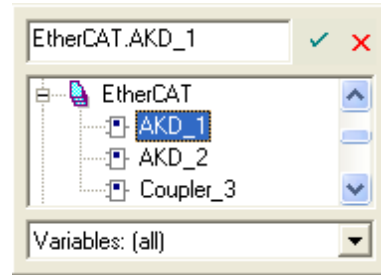 EtherCAT.AKD_1
EtherCAT
AKD_1
AKD_2
Coupler_3
Variables: (all)